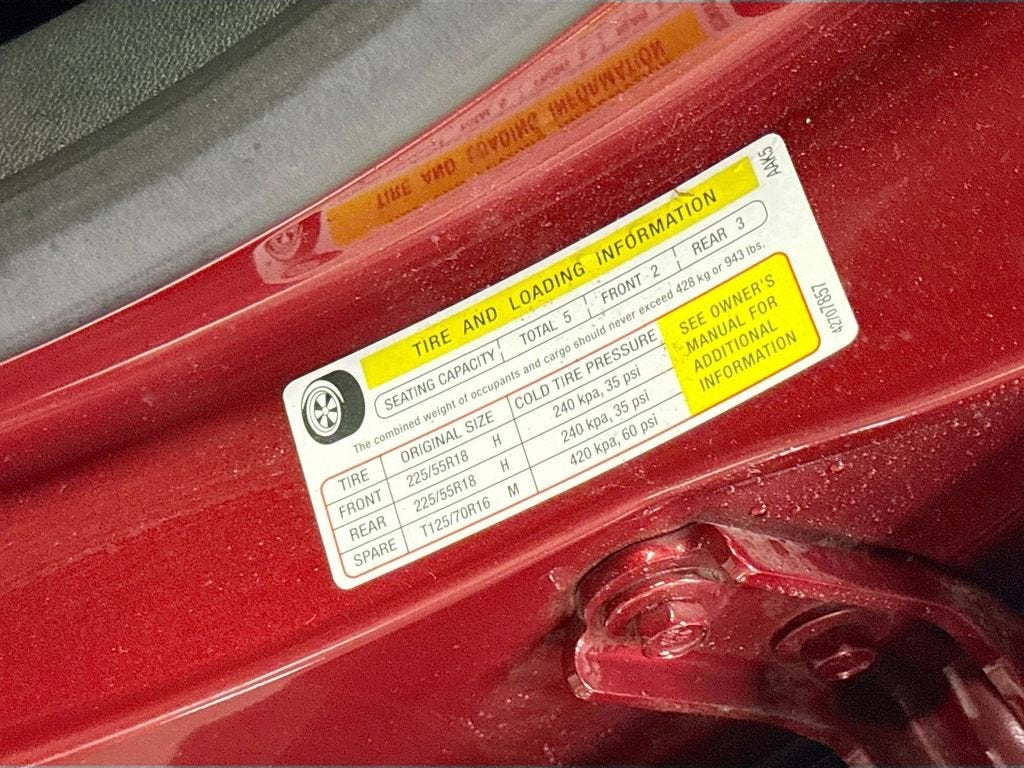 AAK5
TIRE AND LOADING INFORMATION
SEATING CAPACITY TOTAL 5 FRONT 2 REAR 3
The combined weight of occupants and cargo should never exceed 428 kg or 943 lbs.
TIRE ORIGINAL SIZE COLD TIRE PRESSURE
FRONT 225/55R18 H 240 kpa, 35 psi
REAR 225/55R18 H 240 kpa, 35 psi
SPARE T125/70R16 M 420 kpa, 60 psi
SEE OWNER'S
MANUAL FOR
ADDITIONAL
INFORMATION
42707857
TIRE AND LOADING INFORMATION